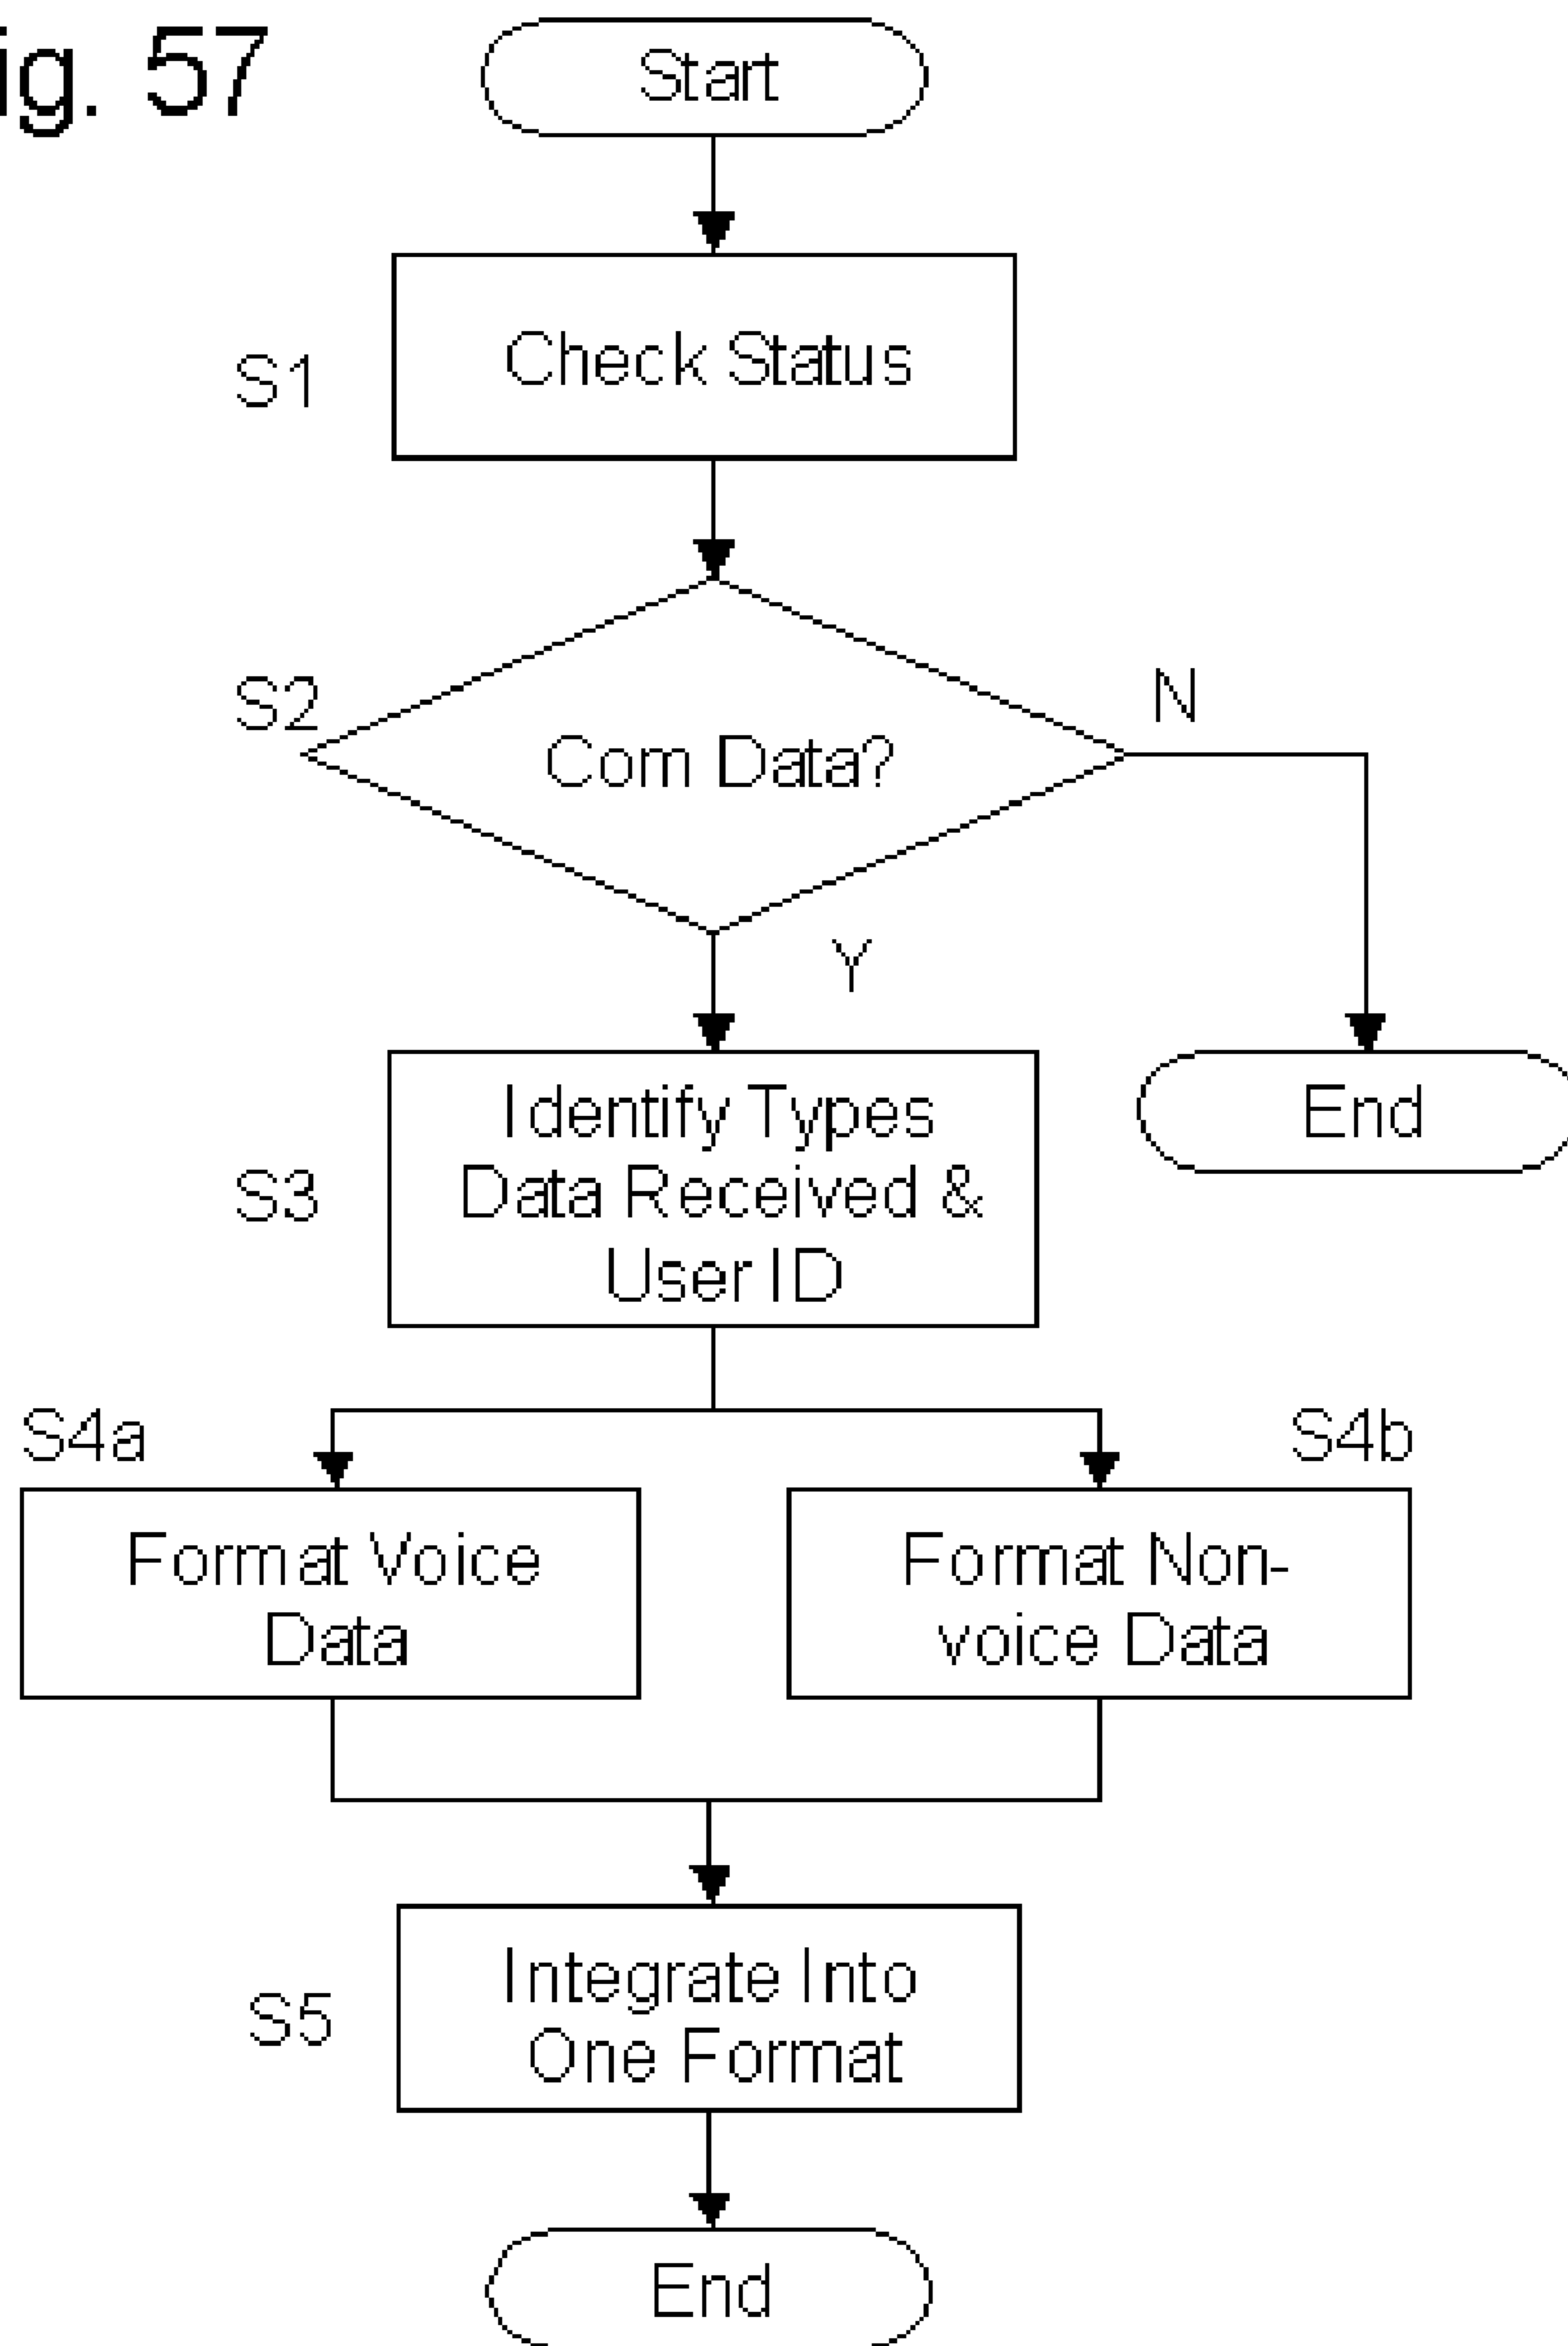 ig. 57
Start
S1
Check Status
S2
Com Data?
N
Y
S3
Identify Types
Data Received &
User ID
End
S4a
S4b
Format Voice
Data
Format Non-
voice Data
S5
Integrate Into
One Format
End